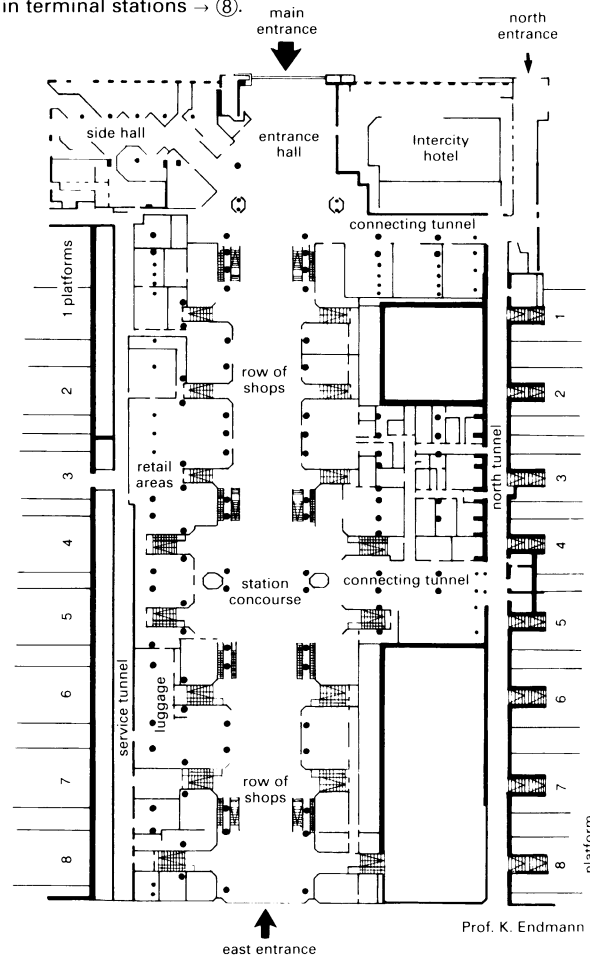 in terminal stations → ⑧.
main
entrance
north
entrance
side hall
entrance
hall
Intercity
hotel
connecting tunnel
1 platforms
1
row of
shops
2
2
retail
areas
north tunnel
3
3
4
4
station
concourse
connecting tunnel
5
5
service tunnel
luggage
6
6
row of
shops
7
7
8
8
platform
Prof. K. Endmann
east entrance